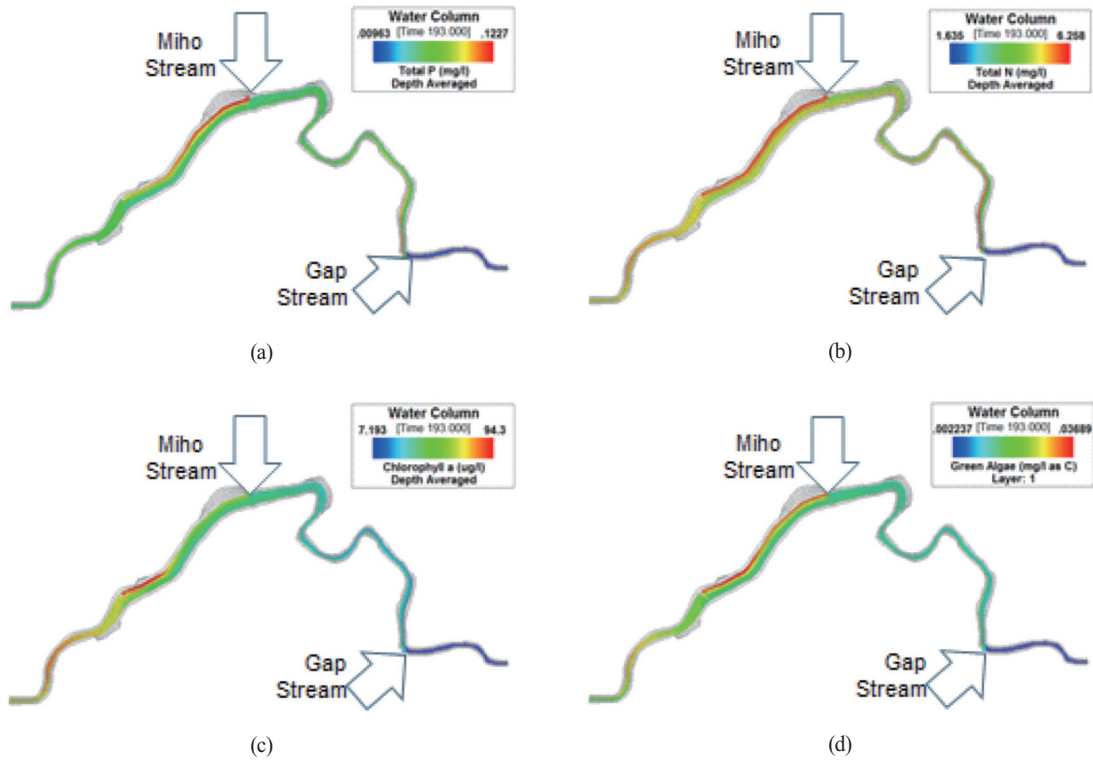 Water Column
.00963 [Time 193.000] .1227
Total P (mg/l)
Depth Averaged
Miho
Stream
Gap
Stream
(a)
Water Column
1.635 [Time 193.000] 6.258
Total N (mg/l)
Depth Averaged
Miho
Stream
Gap
Stream
(b)
Water Column
7.193 [Time 193.000] 94.3
Chlorophyll a (ug/l)
Depth Averaged
Miho
Stream
Gap
Stream
(c)
Water Column
.002237 [Time 193.000] .03689
Green Algae (mg/l as C)
Layer: 1
Miho
Stream
Gap
Stream
(d)